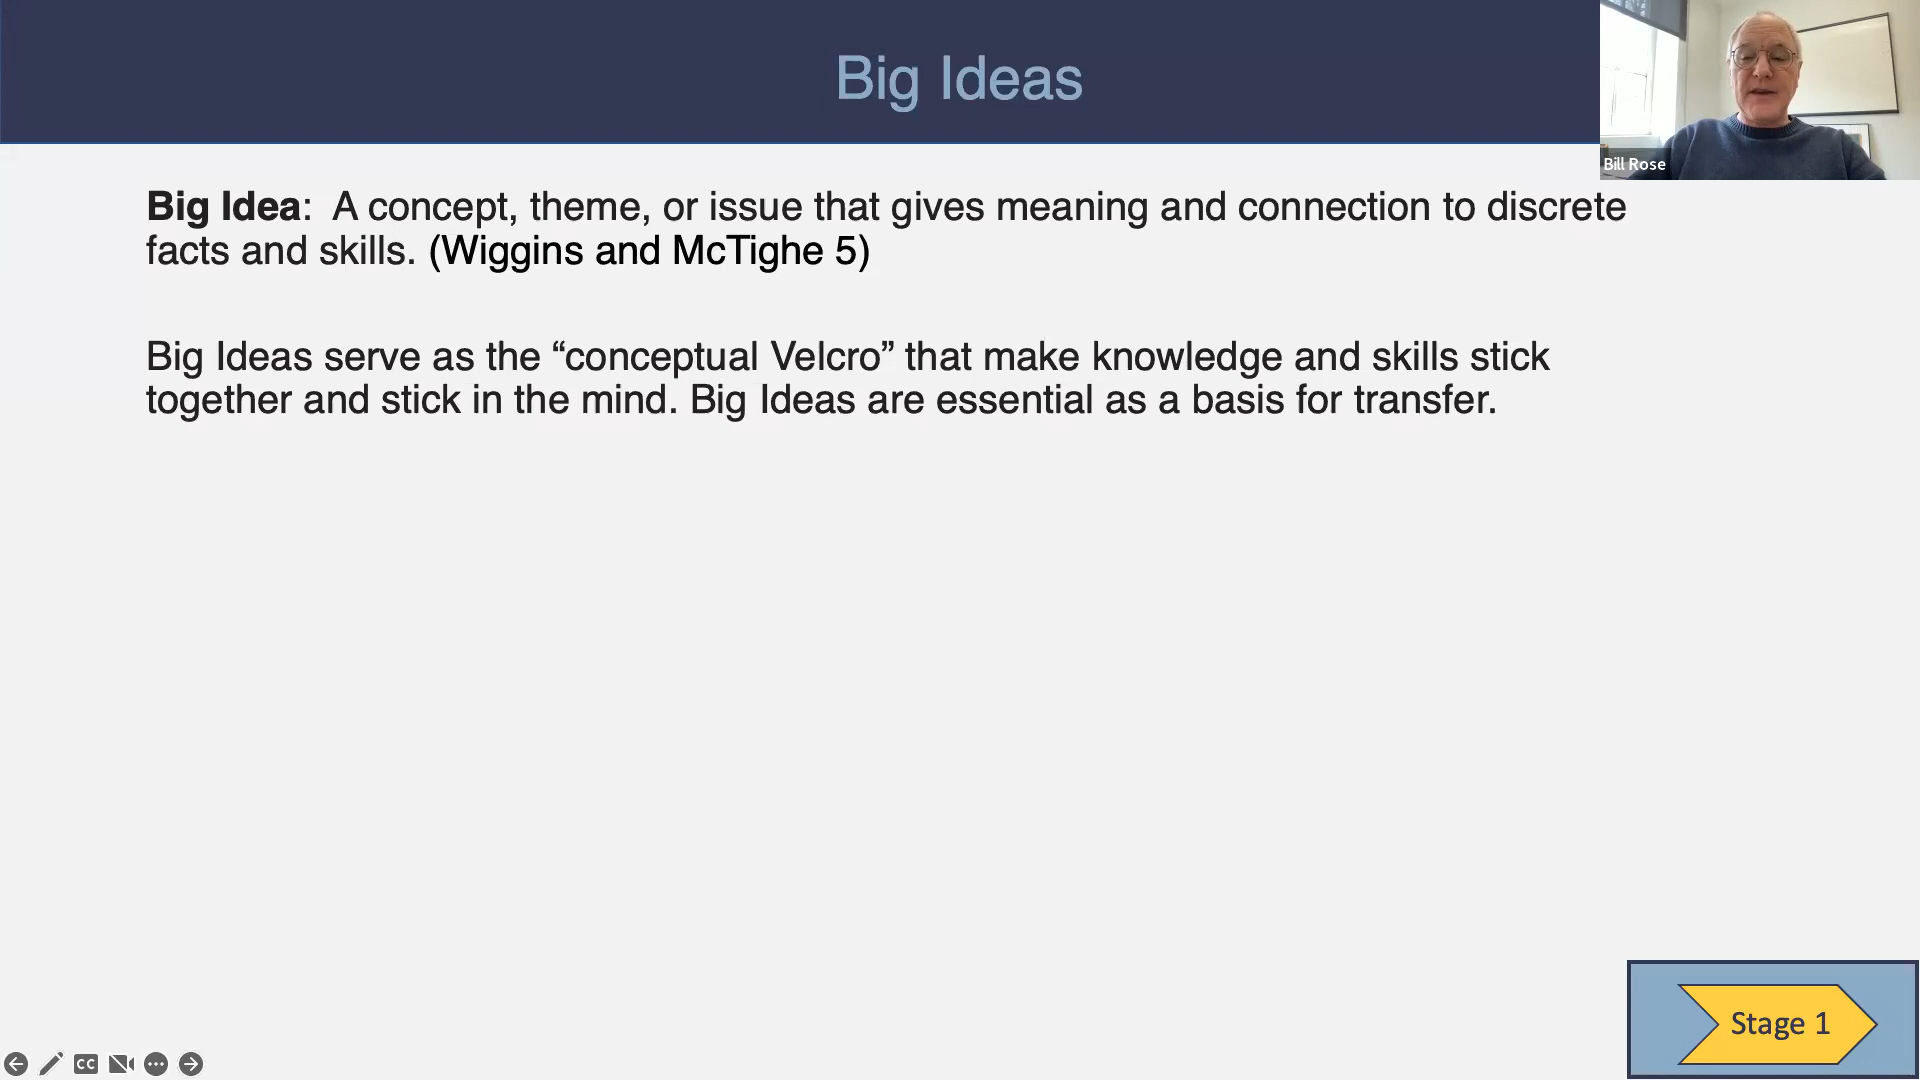 Big Ideas
Bill Rose
Big Idea:  A concept, theme, or issue that gives meaning and connection to discrete
facts and skills. (Wiggins and McTighe 5)
Big Ideas serve as the “conceptual Velcro” that make knowledge and skills stick
together and stick in the mind. Big Ideas are essential as a basis for transfer.
Stage 1
CC